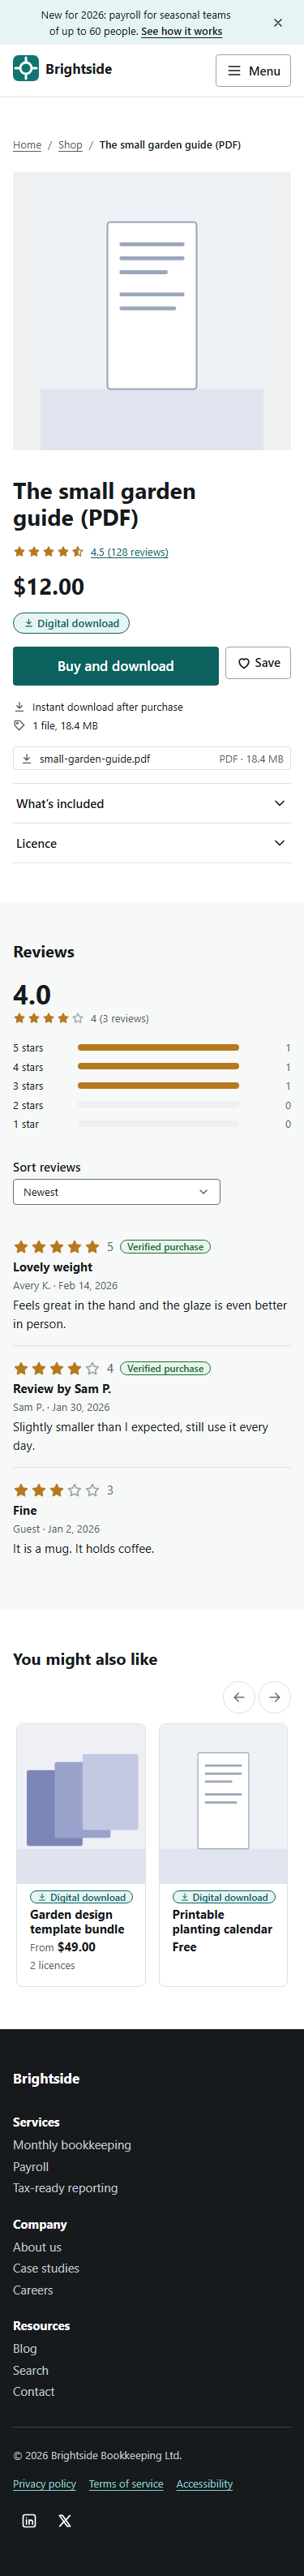 New for 2026: payroll for seasonal teams
of up to 60 people. See how it works
Brightside
Menu
Home / Shop / The small garden guide (PDF)
The small garden
guide (PDF)
4.5 (128 reviews)
$12.00
Digital download
Buy and download
Save
Instant download after purchase
1 file, 18.4 MB
small-garden-guide.pdf PDF · 18.4 MB
What's included
Licence
Reviews
4.0
4 (3 reviews)
5 stars 1
4 stars 1
3 stars 1
2 stars 0
1 star 0
Sort reviews
Newest
5 Verified purchase
Lovely weight
Avery K. · Feb 14, 2026
Feels great in the hand and the glaze is even better
in person.
4 Verified purchase
Review by Sam P.
Sam P. · Jan 30, 2026
Slightly smaller than I expected, still use it every
day.
3
Fine
Guest · Jan 2, 2026
It is a mug. It holds coffee.
You might also like
Digital download
Garden design
template bundle
From $49.00
2 licences
Digital download
Printable
planting calendar
Free
Brightside
Services
Monthly bookkeeping
Payroll
Tax-ready reporting
Company
About us
Case studies
Careers
Resources
Blog
Search
Contact
© 2026 Brightside Bookkeeping Ltd.
Privacy policy Terms of service Accessibility